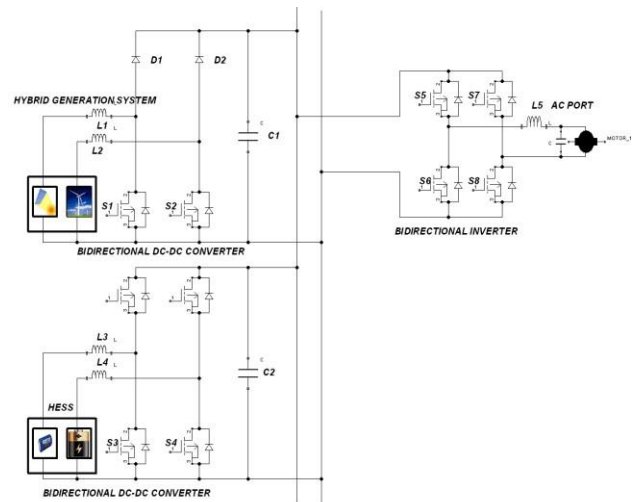 D1
D2
HYBRID GENERATION SYSTEM
L1
L
L2
L
C
C1
S1
S2
BIDIRECTIONAL DC-DC CONVERTER
L3
L
L4
L
C
C2
HESS
S3
S4
BIDIRECTIONAL DC-DC CONVERTER
S5
S7
L5
AC PORT
L
C
MOTOR_1
S6
S8
BIDIRECTIONAL INVERTER